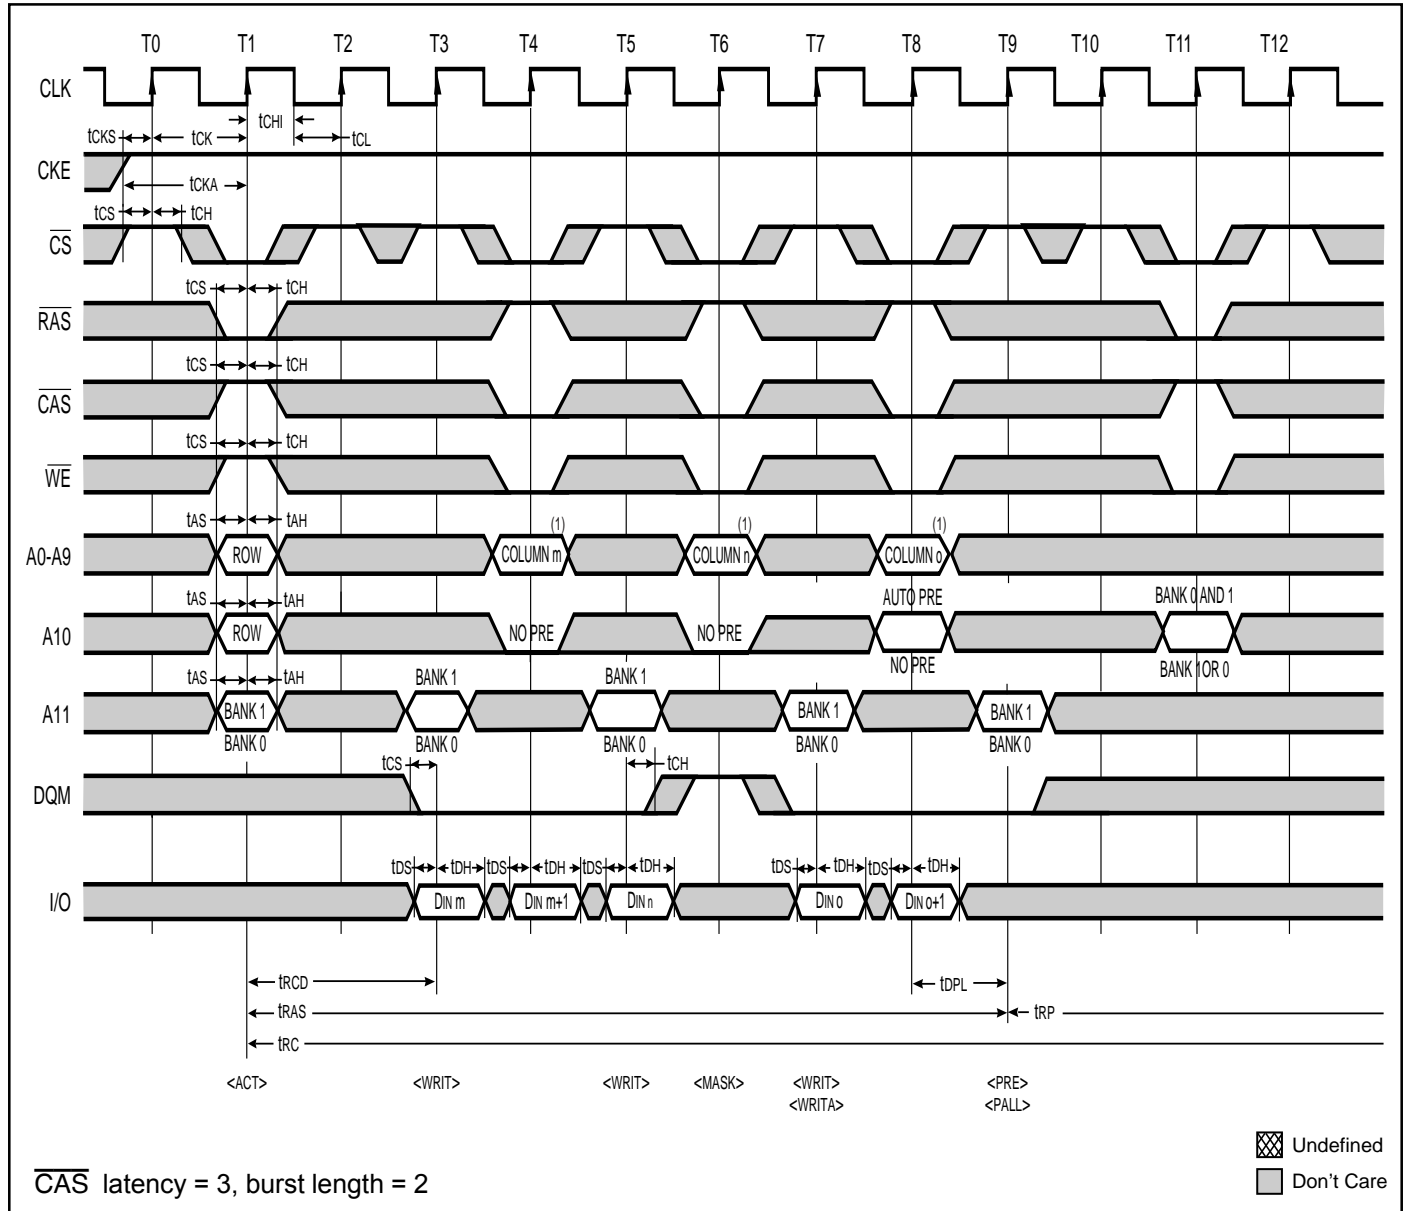 T0 T1 T2 T3 T4 T5 T6 T7 T8 T9 T10 T11 T12
CLK
tCHI
tCKS tCK tCL
CKE
tCKA
tCS tCH
CS
tCS tCH
RAS
tCS tCH
CAS
tCS tCH
WE
tAS tAH (1) (1) (1)
A0-A9 ROW COLUMN m COLUMN n COLUMN o
tAS tAH AUTO PRE BANK 0 AND 1
A10 ROW NO PRE NO PRE
NO PRE BANK 1 OR 0
tAS tAH BANK 1 BANK 1
A11 BANK 1 BANK 1 BANK 1
BANK 0 BANK 0 BANK 0 BANK 0 BANK 0
tCS tCH
DQM
tDS tDH tDS tDH tDS tDH tDS tDH tDS tDH
I/O DIN m DIN m+1 DIN n DIN o DIN o+1
tRCD tDPL
tRAS tRP
tRC
<ACT> <WRIT> <WRIT> <MASK> <WRIT> <PRE>
<WRITA> <PALL>
Undefined
Don't Care
CAS latency = 3, burst length = 2